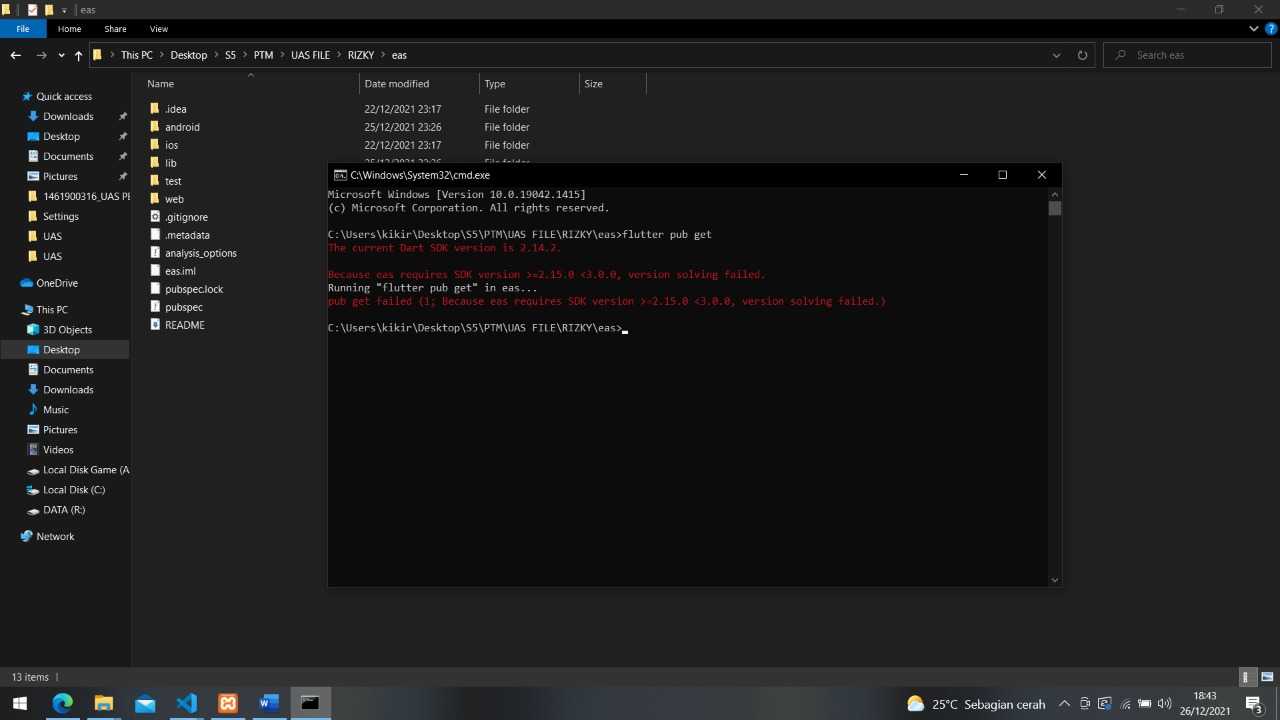 eas
File
Home
Share
View
This PC
Desktop
S5
PTM
UAS FILE
RIZKY
eas
Search eas
Name
Date modified
Type
Size
Quick access
Downloads
Desktop
Documents
Pictures
1461900316_UAS PE
Settings
UAS
UAS
OneDrive
This PC
3D Objects
Desktop
Documents
Downloads
Music
Pictures
Videos
Local Disk Game (A
Local Disk (C:)
DATA (R:)
Network
.idea 22/12/2021 23:17 File folder
android 25/12/2021 23:26 File folder
ios 22/12/2021 23:17 File folder
lib 25/12/2021 23:26 File folder
test
web
.gitignore
.metadata
analysis_options
eas.iml
pubspec.lock
pubspec
README
C:\Windows\System32\cmd.exe
Microsoft Windows [Version 10.0.19042.1415]
(c) Microsoft Corporation. All rights reserved.
C:\Users\kikir\Desktop\S5\PTM\UAS FILE\RIZKY\eas>flutter pub get
The current Dart SDK version is 2.14.2.
Because eas requires SDK version >=2.15.0 <3.0.0, version solving failed.
Running "flutter pub get" in eas...
pub get failed (1; Because eas requires SDK version >=2.15.0 <3.0.0, version solving failed.)
C:\Users\kikir\Desktop\S5\PTM\UAS FILE\RIZKY\eas>
13 items
25°C Sebagian cerah
18:43
26/12/2021
3